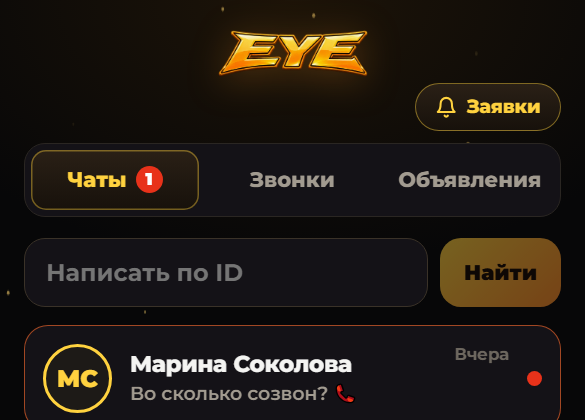 EYE
Заявки
Чаты 1 Звонки Объявления
Написать по ID Найти
Марина Соколова Вчера
МС
Во сколько созвон? 📞